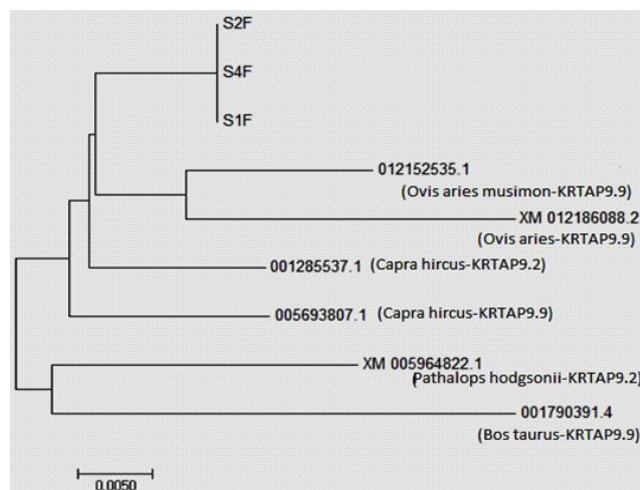 S2F
S4F
S1F
012152535.1
(Ovis aries musimon-KRTAP9.9)
XM 012186088.2
(Ovis aries-KRTAP9.9)
001285537.1 (Capra hircus-KRTAP9.2)
005693807.1 (Capra hircus-KRTAP9.9)
XM 005964822.1
(Pathalops hodgsonii-KRTAP9.2)
001790391.4
(Bos taurus-KRTAP9.9)
0.0050